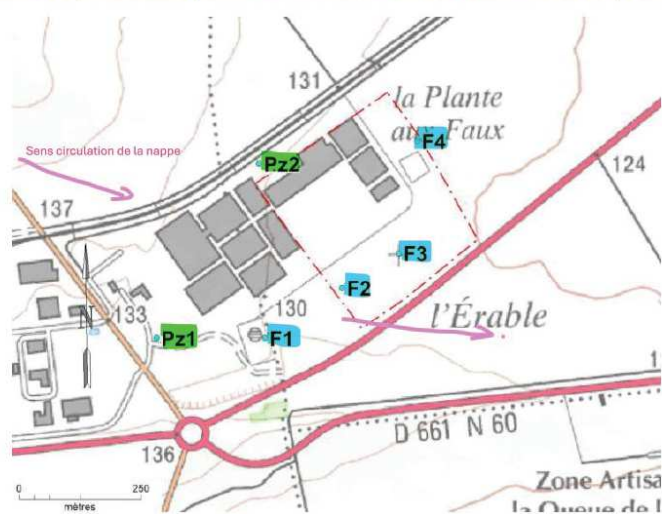 131
la Plante
aux Faux
F4
Sens circulation de la nappe
Pz2
124
137
F3
F2
130
l'Érable
N
133
Pz1
F1
136
D 661 N 60
0
250
mètres
Zone Artisa
la Queue de l